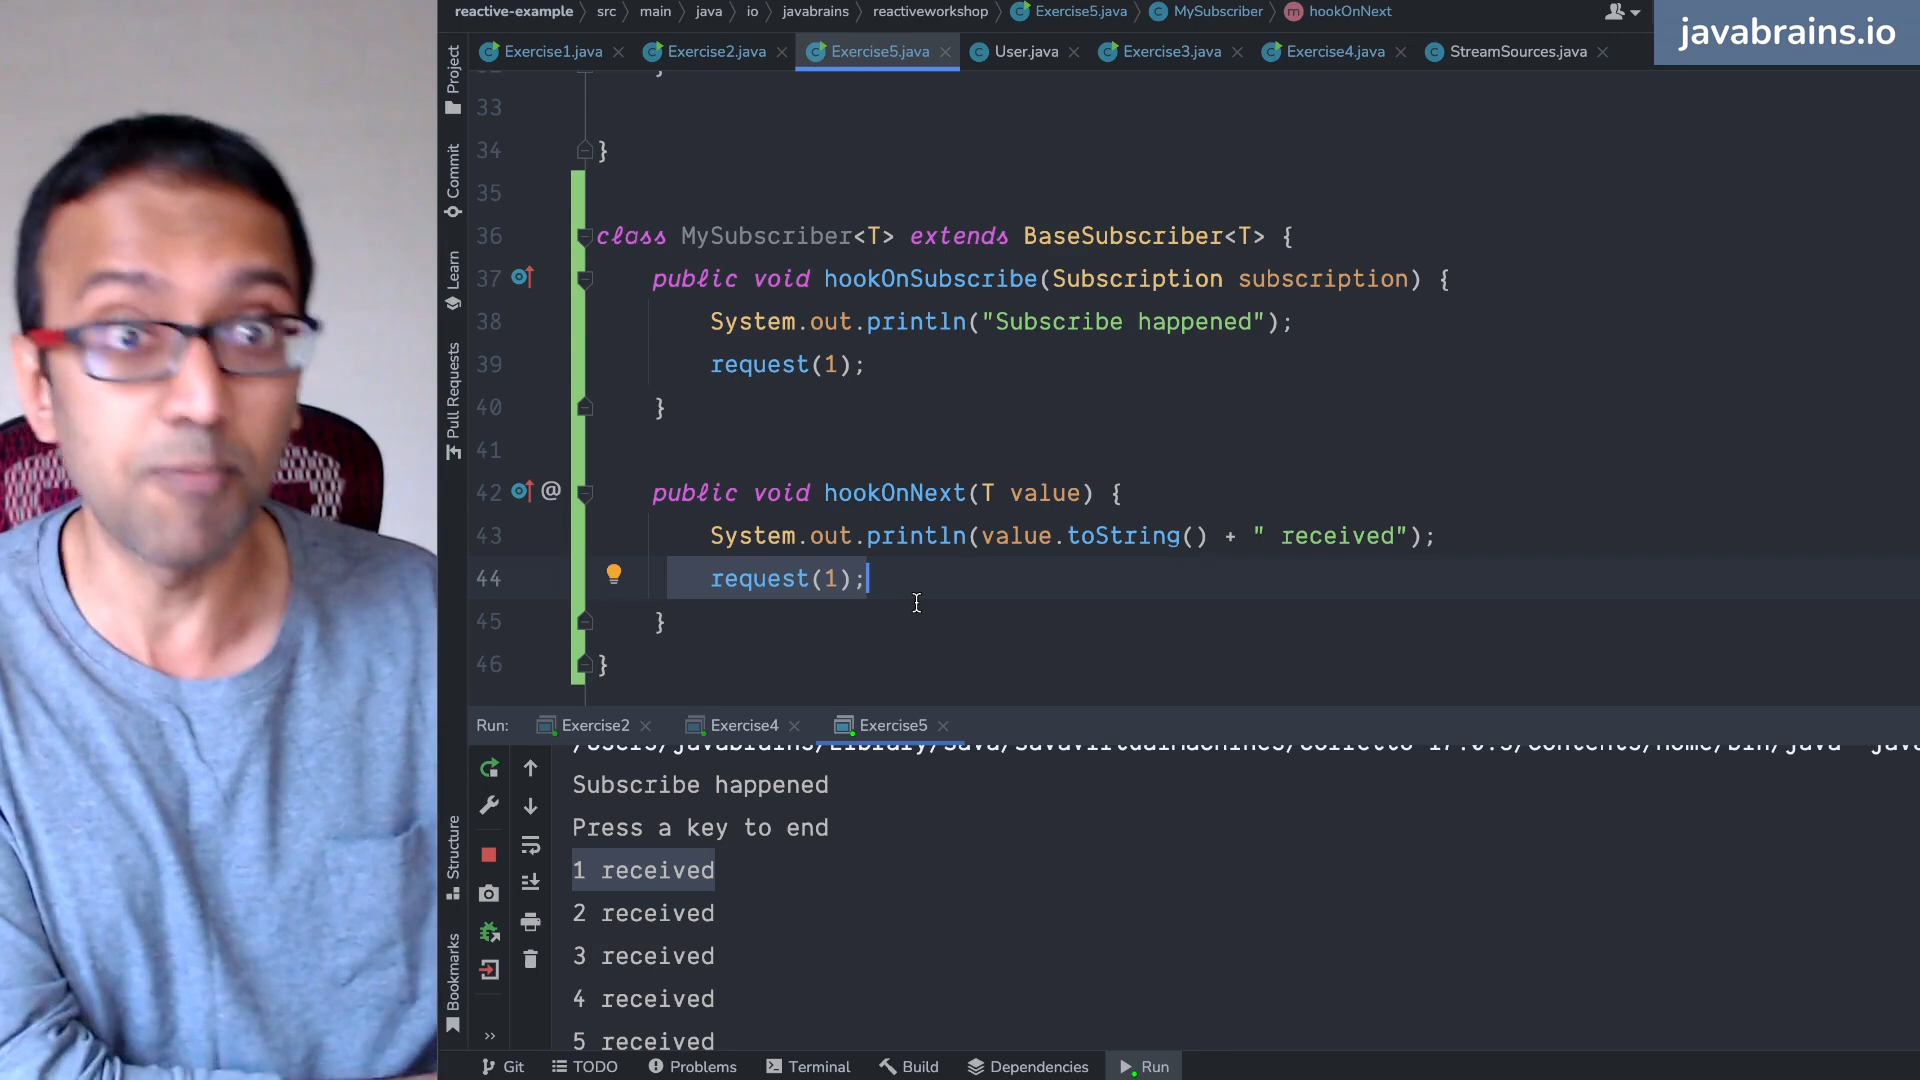 reactive-example src main java io javabrains reactiveworkshop Exercise5.java MySubscriber hookOnNext
javabrains.io
Exercise1.java Exercise2.java Exercise5.java User.java Exercise3.java Exercise4.java StreamSources.java
Project
Commit
Learn
Pull Requests
Structure
Bookmarks
33
34 }
35
36 class MySubscriber<T> extends BaseSubscriber<T> {
37 public void hookOnSubscribe(Subscription subscription) {
38 System.out.println("Subscribe happened");
39 request(1);
40 }
41
42 @ public void hookOnNext(T value) {
43 System.out.println(value.toString() + " received");
44 request(1);
45 }
46 }
Run: Exercise2 Exercise4 Exercise5
Subscribe happened
Press a key to end
1 received
2 received
3 received
4 received
5 received
Git TODO Problems Terminal Build Dependencies Run